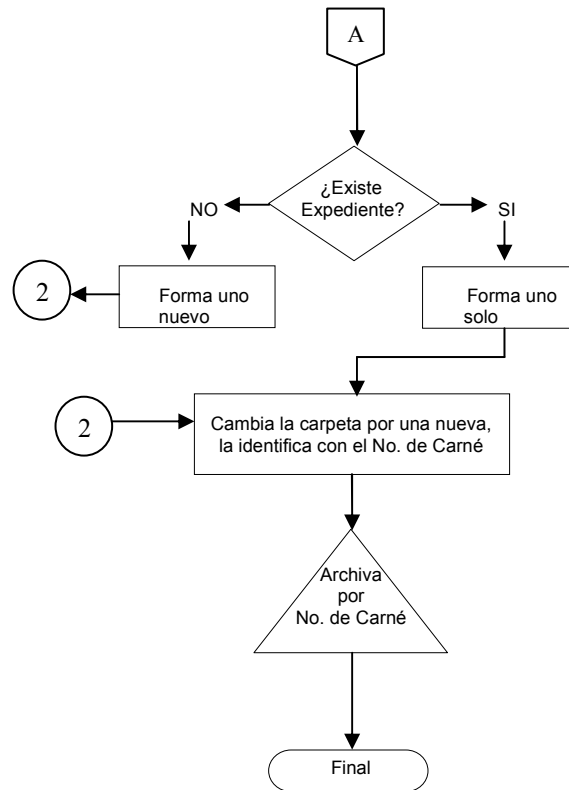 A
¿Existe
Expediente?
NO
SI
2
Forma uno
nuevo
Forma uno
solo
2
Cambia la carpeta por una nueva,
la identifica con el No. de Carné
Archiva
por
No. de Carné
Final